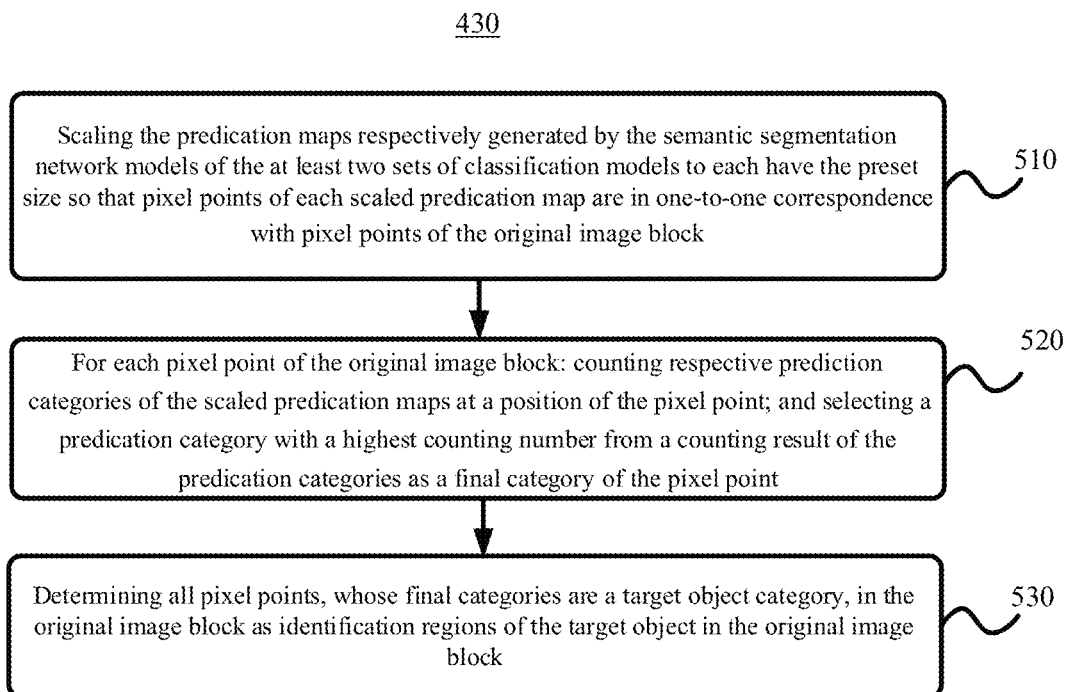 430
Scaling the predication maps respectively generated by the semantic segmentation
network models of the at least two sets of classification models to each have the preset
size so that pixel points of each scaled predication map are in one-to-one correspondence
with pixel points of the original image block
510
For each pixel point of the original image block: counting respective prediction
categories of the scaled predication maps at a position of the pixel point; and selecting a
predication category with a highest counting number from a counting result of the
predication categories as a final category of the pixel point
520
Determining all pixel points, whose final categories are a target object category, in the
original image block as identification regions of the target object in the original image
block
530